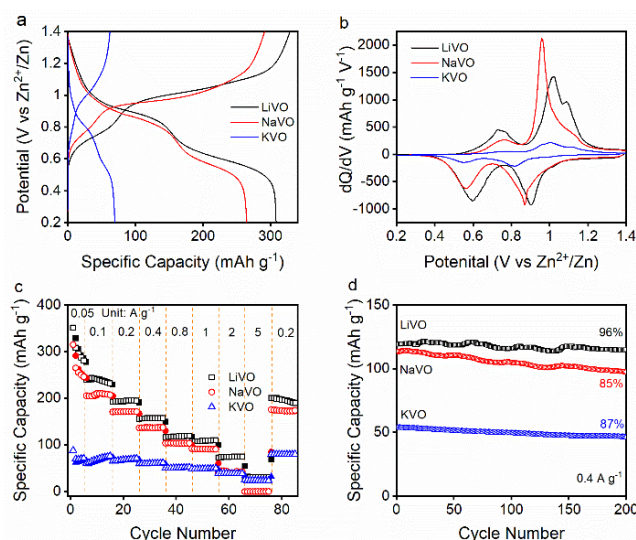 a
1.4
1.2
1.0
0.8
0.6
0.4
0.2
Potential (V vs Zn2+/Zn)
LiVO
NaVO
KVO
0 100 200 300
Specific Capacity (mAh g-1)
b
2000
1500
1000
500
0
-500
-1000
dQ/dV (mAh g-1 V-1)
LiVO
NaVO
KVO
0.2 0.6 1.0 1.4
Potenital (V vs Zn2+/Zn)
c
400
300
200
100
0
Specific Capacity (mAh g-1)
0.05 Unit: A g-1
0.1 0.2 0.4 0.8 1 2 5 0.2
LiVO
NaVO
KVO
0 20 40 60 80
Cycle Number
d
150
100
50
0
Specific Capacity (mAh g-1)
LiVO 96%
NaVO 85%
KVO 87%
0.4 A g-1
0 50 100 150 200
Cycle Number